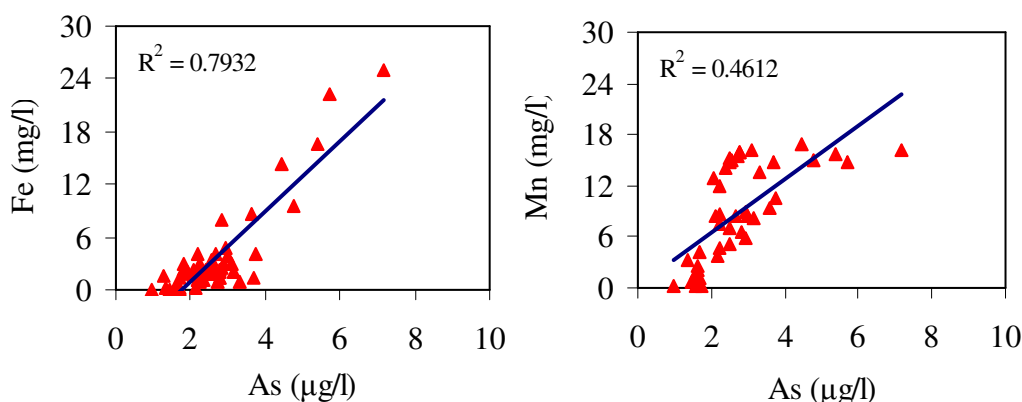 30
24
18
12
6
0
Fe (mg/l)
R² = 0.7932
0 2 4 6 8 10
As (µg/l)
30
24
18
12
6
0
Mn (mg/l)
R² = 0.4612
0 2 4 6 8 10
As (µg/l)